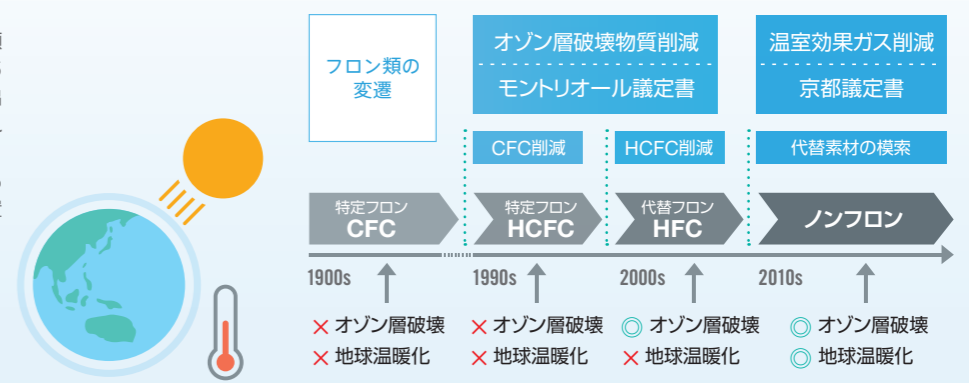 フロン類の
変遷
オゾン層破壊物質削減
モントリオール議定書
温室効果ガス削減
京都議定書
CFC削減
HCFC削減
代替素材の模索
特定フロン
CFC
特定フロン
HCFC
代替フロン
HFC
ノンフロン
1900s
1990s
2000s
2010s
× オゾン層破壊
× 地球温暖化
× オゾン層破壊
× 地球温暖化
◎ オゾン層破壊
× 地球温暖化
◎ オゾン層破壊
◎ 地球温暖化